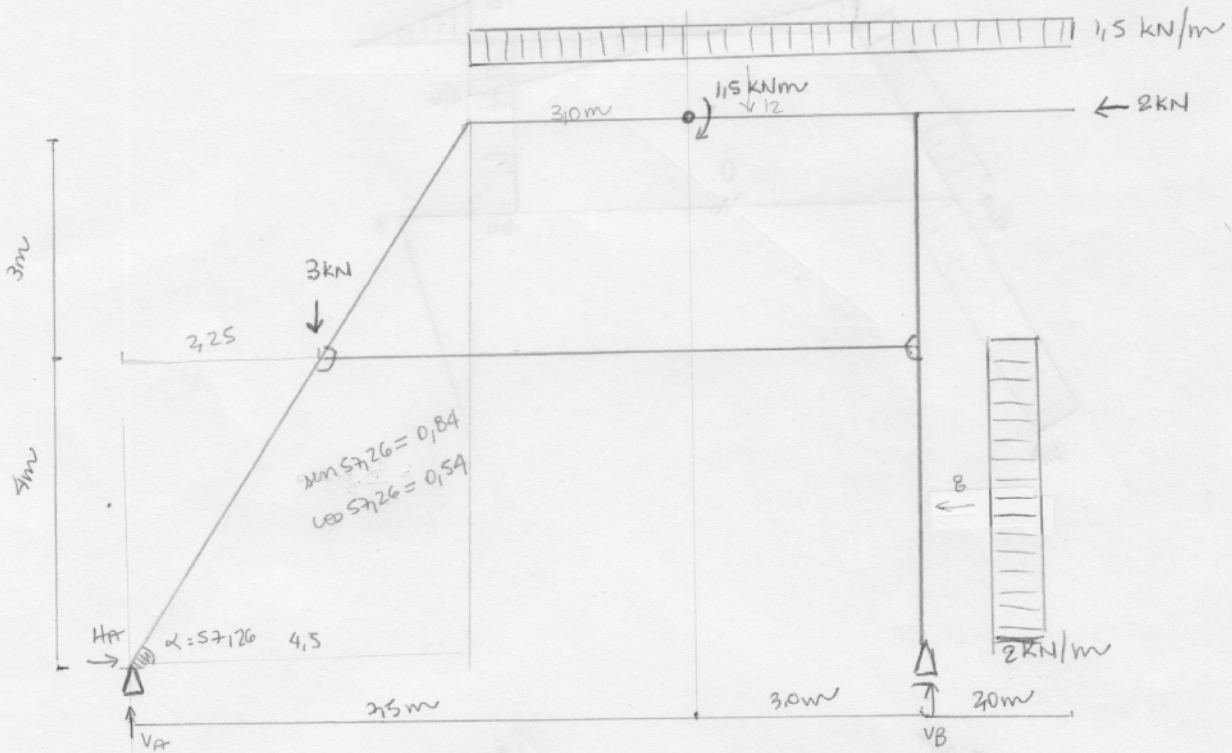 1,5 kN/m
1,5 kNm
12
3,0m
2KN
3m
3KN
2,25
sen 57,26 = 0,84
cos 57,26 = 0,54
4m
8
HA
α = 57,26
4,5
2KN/m
7,5m
3,0m
2,0m
VA
VB